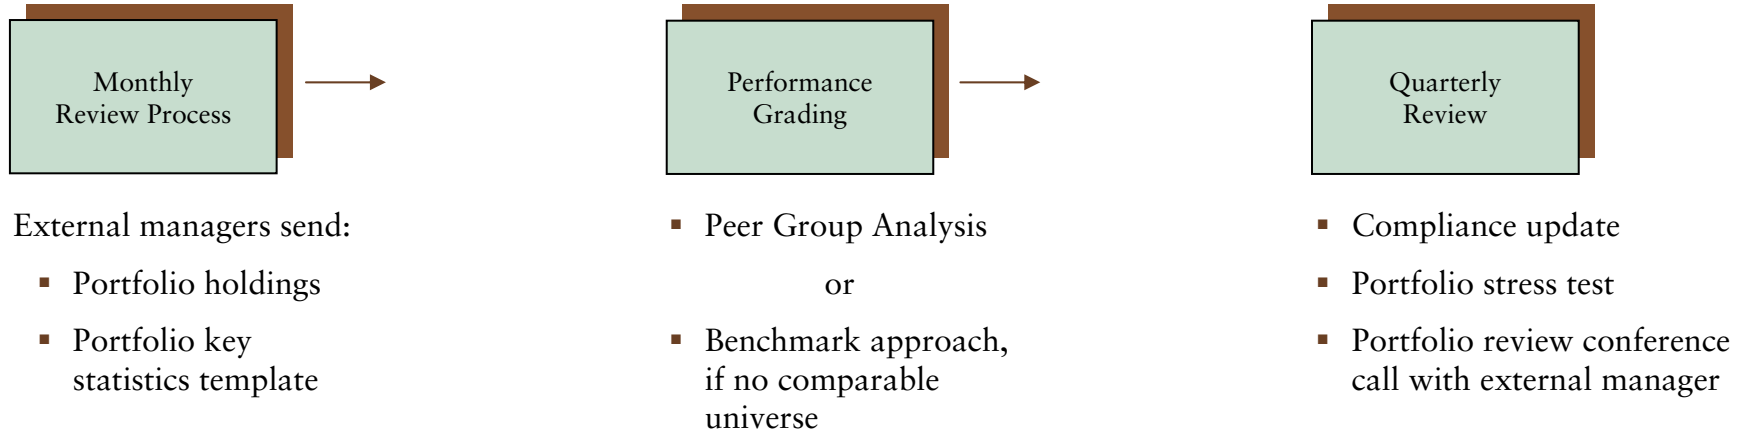 Monthly
Review Process
Performance
Grading
Quarterly
Review
External managers send:
▪ Portfolio holdings
▪ Portfolio key
statistics template
▪ Peer Group Analysis
or
▪ Benchmark approach,
if no comparable
universe
▪ Compliance update
▪ Portfolio stress test
▪ Portfolio review conference
call with external manager